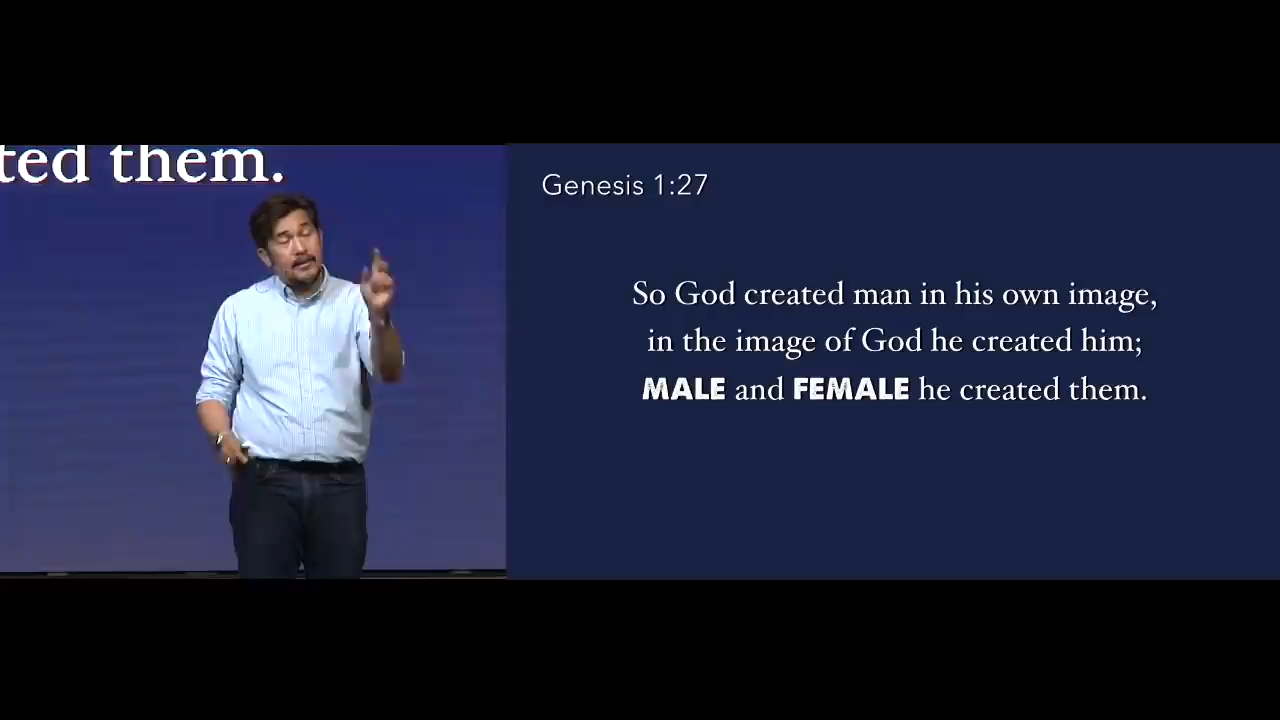 ted them.
Genesis 1:27
So God created man in his own image,
in the image of God he created him;
MALE and FEMALE he created them.